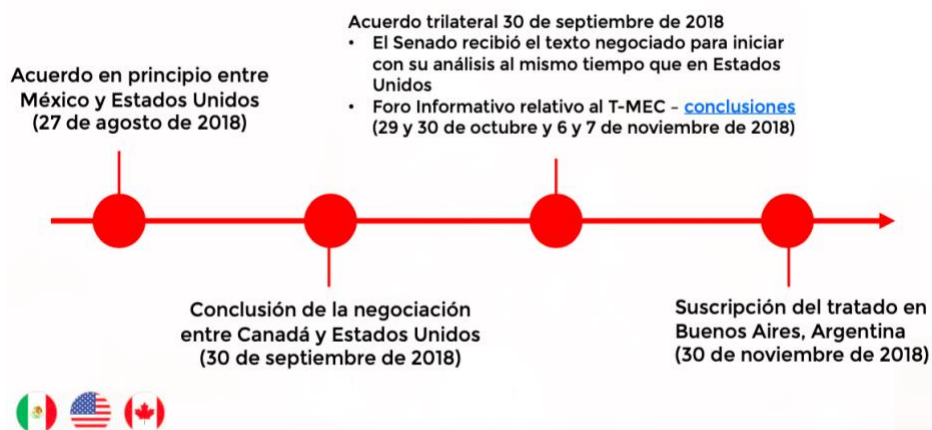 Acuerdo en principio entre
México y Estados Unidos
(27 de agosto de 2018)
Conclusión de la negociación
entre Canadá y Estados Unidos
(30 de septiembre de 2018)
Acuerdo trilateral 30 de septiembre de 2018
• El Senado recibió el texto negociado para iniciar
con su análisis al mismo tiempo que en Estados
Unidos
• Foro Informativo relativo al T-MEC – conclusiones
(29 y 30 de octubre y 6 y 7 de noviembre de 2018)
Suscripción del tratado en
Buenos Aires, Argentina
(30 de noviembre de 2018)